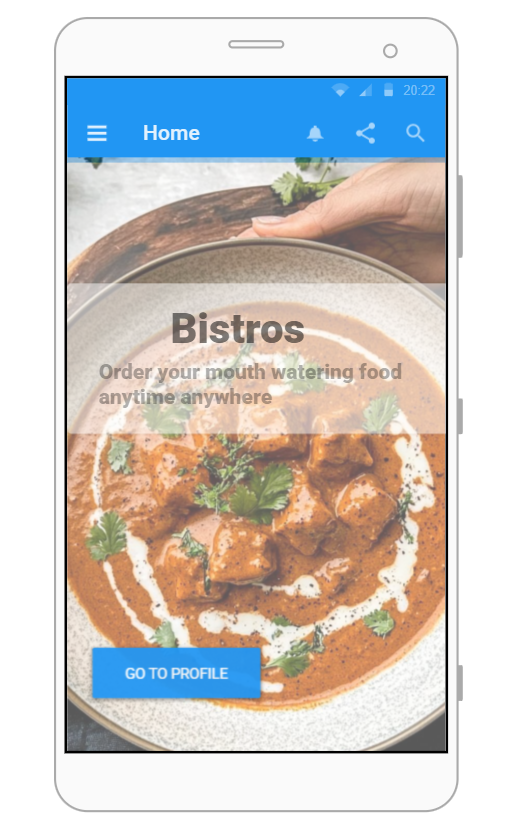 20:22
Home
Bistros
Order your mouth watering food
anytime anywhere
GO TO PROFILE